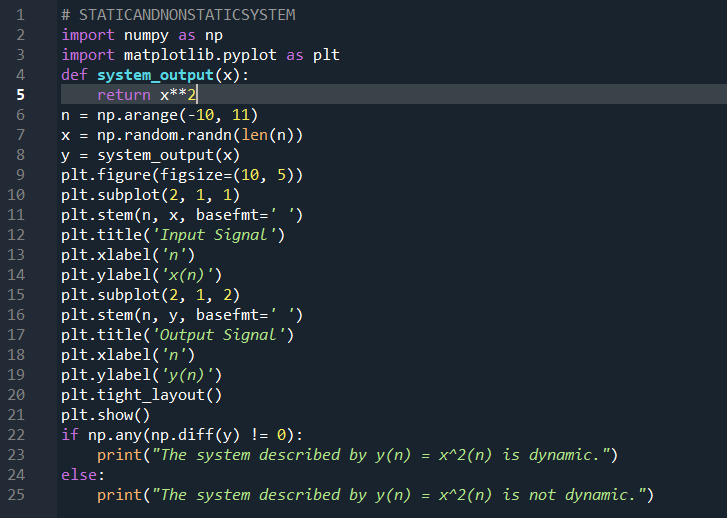 1 # STATICANDNONSTATICSYSTEM
2 import numpy as np
3 import matplotlib.pyplot as plt
4 def system_output(x):
5     return x**2
6 n = np.arange(-10, 11)
7 x = np.random.randn(len(n))
8 y = system_output(x)
9 plt.figure(figsize=(10, 5))
10 plt.subplot(2, 1, 1)
11 plt.stem(n, x, basefmt=' ')
12 plt.title('Input Signal')
13 plt.xlabel('n')
14 plt.ylabel('x(n)')
15 plt.subplot(2, 1, 2)
16 plt.stem(n, y, basefmt=' ')
17 plt.title('Output Signal')
18 plt.xlabel('n')
19 plt.ylabel('y(n)')
20 plt.tight_layout()
21 plt.show()
22 if np.any(np.diff(y) != 0):
23     print("The system described by y(n) = x^2(n) is dynamic.")
24 else:
25     print("The system described by y(n) = x^2(n) is not dynamic.")